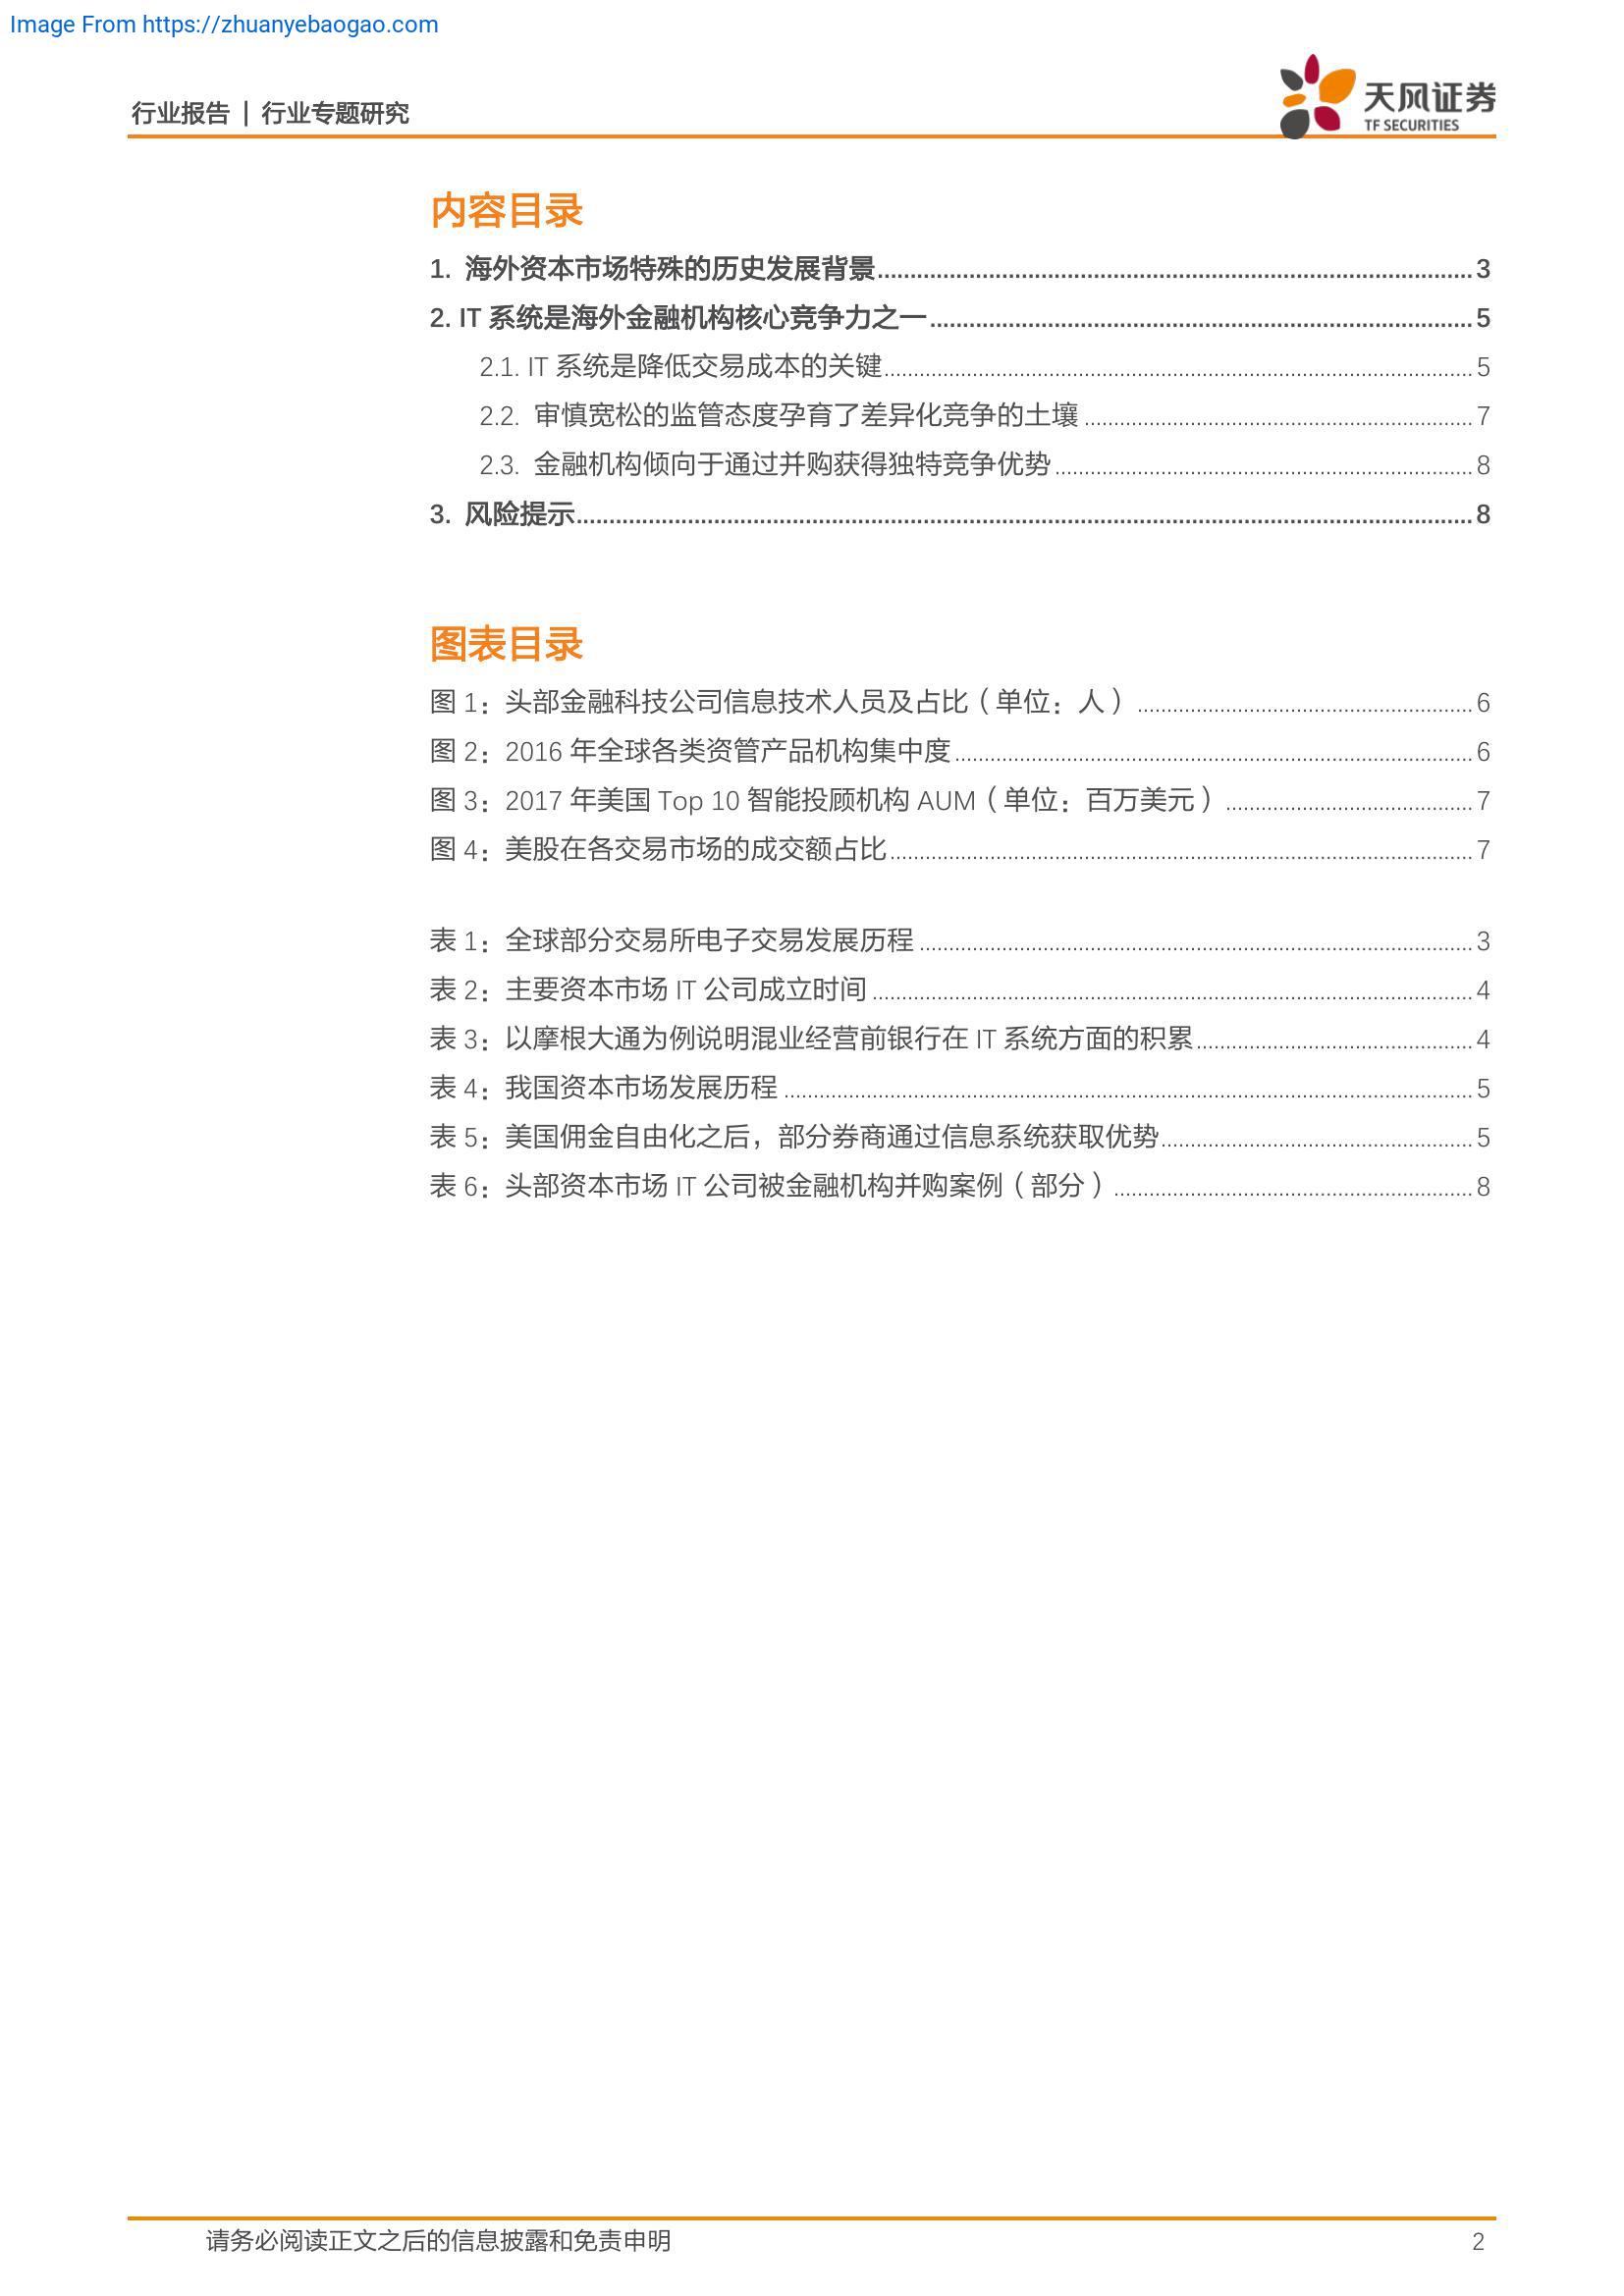 Image From https://zhuanyebaogao.com
行业报告 | 行业专题研究
天风证券
TF SECURITIES
内容目录
1. 海外资本市场特殊的历史发展背景 3
2. IT 系统是海外金融机构核心竞争力之一 5
2.1. IT 系统是降低交易成本的关键 5
2.2. 审慎宽松的监管态度孕育了差异化竞争的土壤 7
2.3. 金融机构倾向于通过并购获得独特竞争优势 8
3. 风险提示 8
图表目录
图 1：头部金融科技公司信息技术人员及占比（单位：人） 6
图 2：2016 年全球各类资管产品机构集中度 6
图 3：2017 年美国 Top 10 智能投顾机构 AUM（单位：百万美元） 7
图 4：美股在各交易市场的成交额占比 7
表 1：全球部分交易所电子交易发展历程 3
表 2：主要资本市场 IT 公司成立时间 4
表 3：以摩根大通为例说明混业经营前银行在 IT 系统方面的积累 4
表 4：我国资本市场发展历程 5
表 5：美国佣金自由化之后，部分券商通过信息系统获取优势 5
表 6：头部资本市场 IT 公司被金融机构并购案例（部分） 8
请务必阅读正文之后的信息披露和免责申明 2